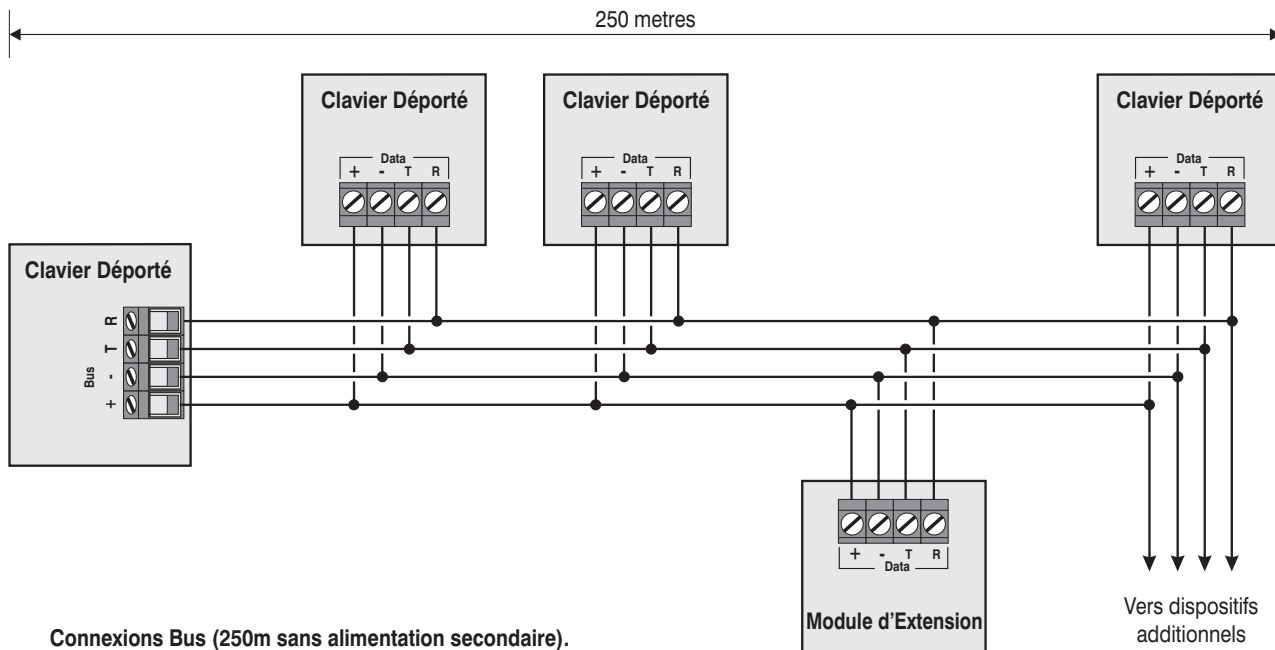 250 metres
Clavier Déporté
Data
+ - T R
Clavier Déporté
Data
+ - T R
Clavier Déporté
Data
+ - T R
Clavier Déporté
Bus
R
T
-
+
+ - T R
Data
Module d'Extension
Vers dispositifs
additionnels
Connexions Bus (250m sans alimentation secondaire).